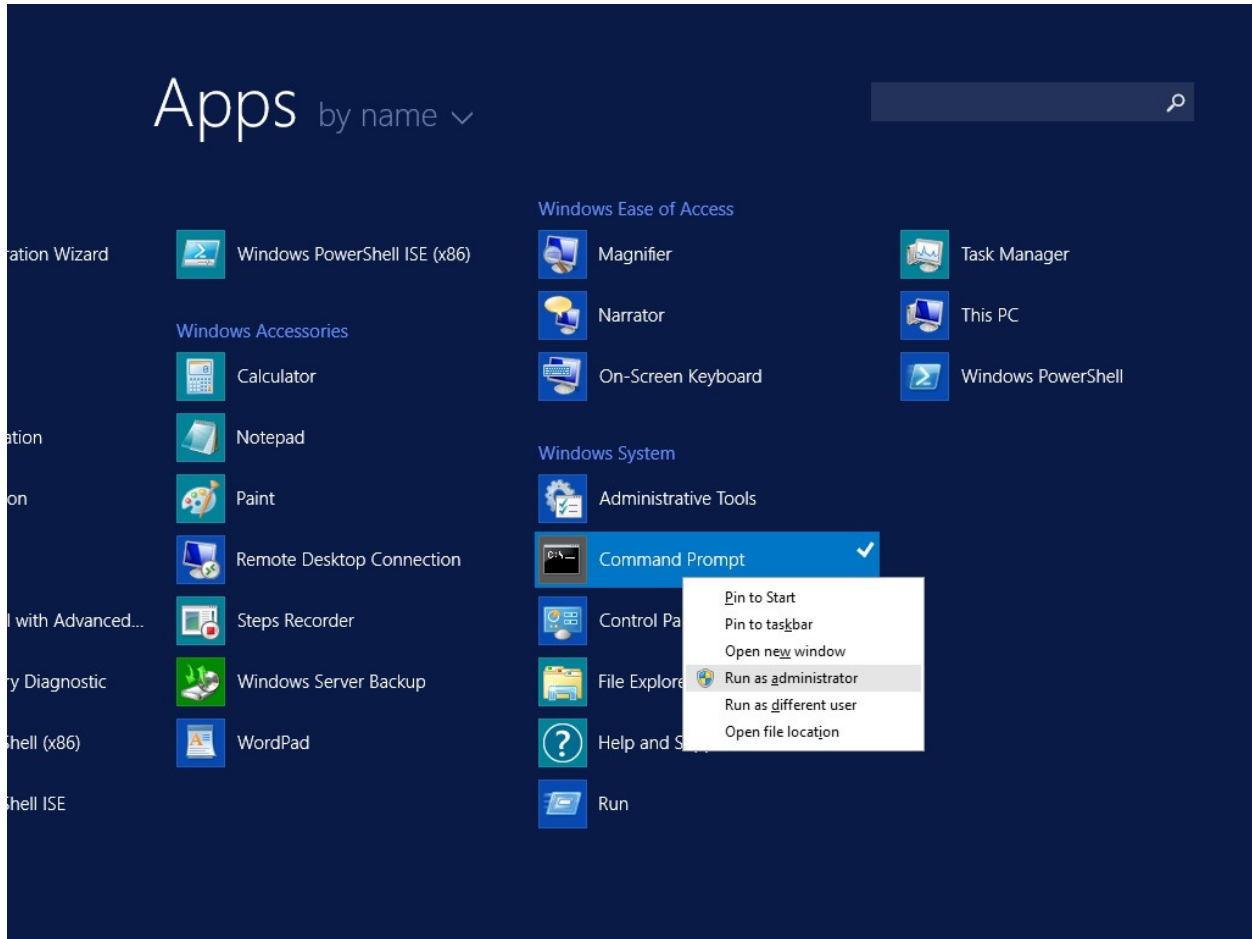 Apps by name
ration Wizard
ation
on
l with Advanced...
ry Diagnostic
Shell (x86)
Shell ISE
Windows PowerShell ISE (x86)
Windows Accessories
Calculator
Notepad
Paint
Remote Desktop Connection
Steps Recorder
Windows Server Backup
WordPad
Windows Ease of Access
Magnifier
Narrator
On-Screen Keyboard
Windows System
Administrative Tools
C:\_
Command Prompt
Control Pa
File Explore
Help and S
Run
Pin to Start
Pin to taskbar
Open new window
Run as administrator
Run as different user
Open file location
Task Manager
This PC
Windows PowerShell